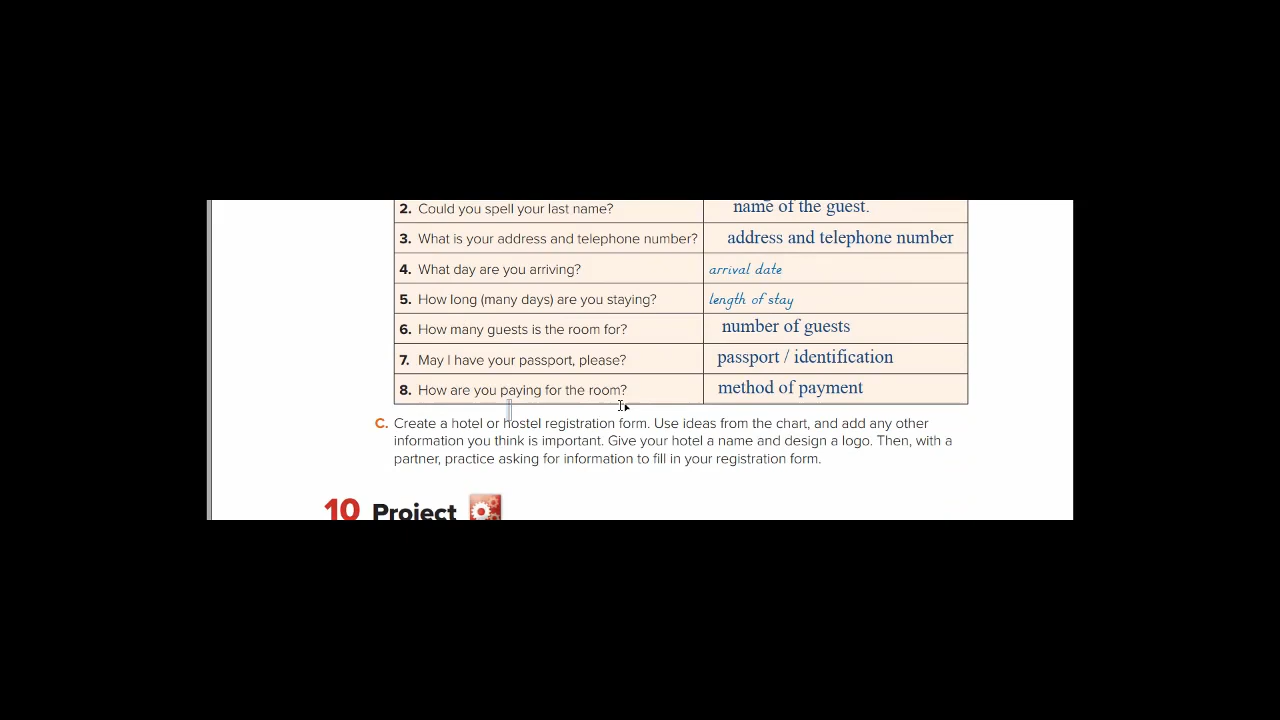 2. Could you spell your last name? name of the guest.
3. What is your address and telephone number? address and telephone number
4. What day are you arriving? arrival date
5. How long (many days) are you staying? length of stay
6. How many guests is the room for? number of guests
7. May I have your passport, please? passport / identification
8. How are you paying for the room? method of payment
C. Create a hotel or hostel registration form. Use ideas from the chart, and add any other
information you think is important. Give your hotel a name and design a logo. Then, with a
partner, practice asking for information to fill in your registration form.
10 Project